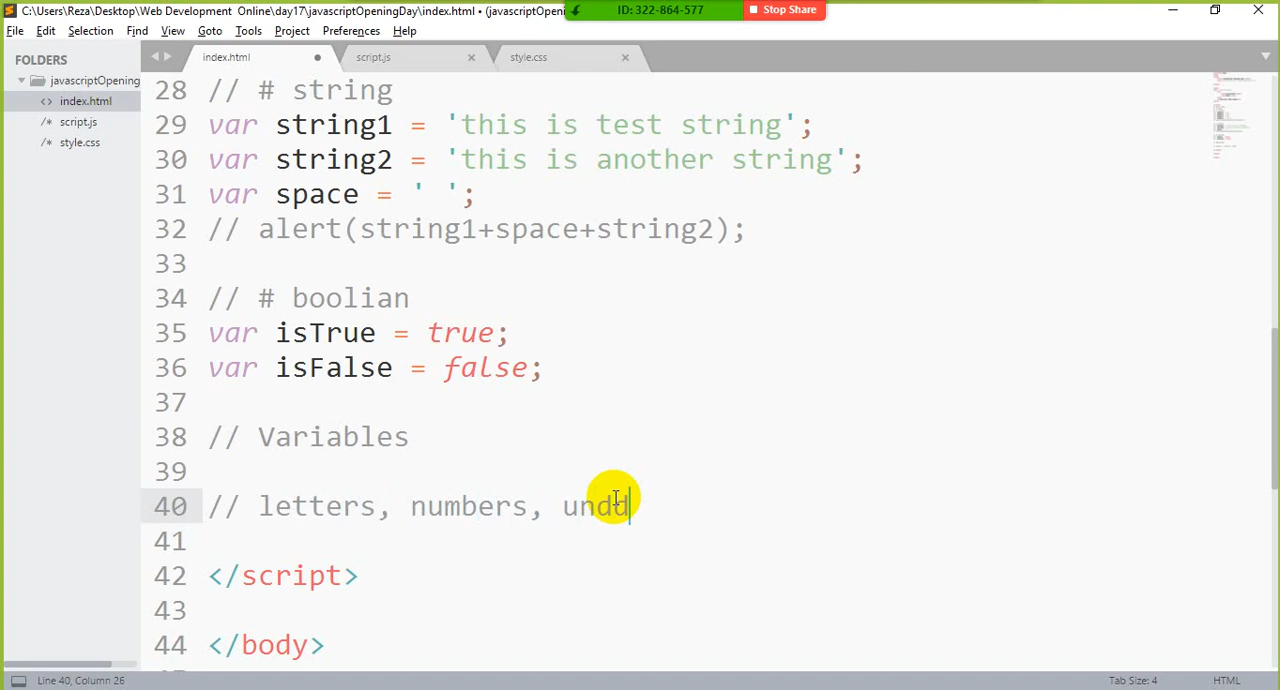 C:\Users\Reza\Desktop\Web Development Online\day17\javascriptOpeningDay\index.html • (javascriptOpenin
ID: 322-864-577
Stop Share
File Edit Selection Find View Goto Tools Project Preferences Help
FOLDERS
javascriptOpening
index.html
script.js
style.css
index.html
script.js
style.css
28 // # string
29 var string1 = 'this is test string';
30 var string2 = 'this is another string';
31 var space = ' ';
32 // alert(string1+space+string2);
33
34 // # boolian
35 var isTrue = true;
36 var isFalse = false;
37
38 // Variables
39
40 // letters, numbers, undd
41
42 </script>
43
44 </body>
Line 40, Column 26
Tab Size: 4
HTML